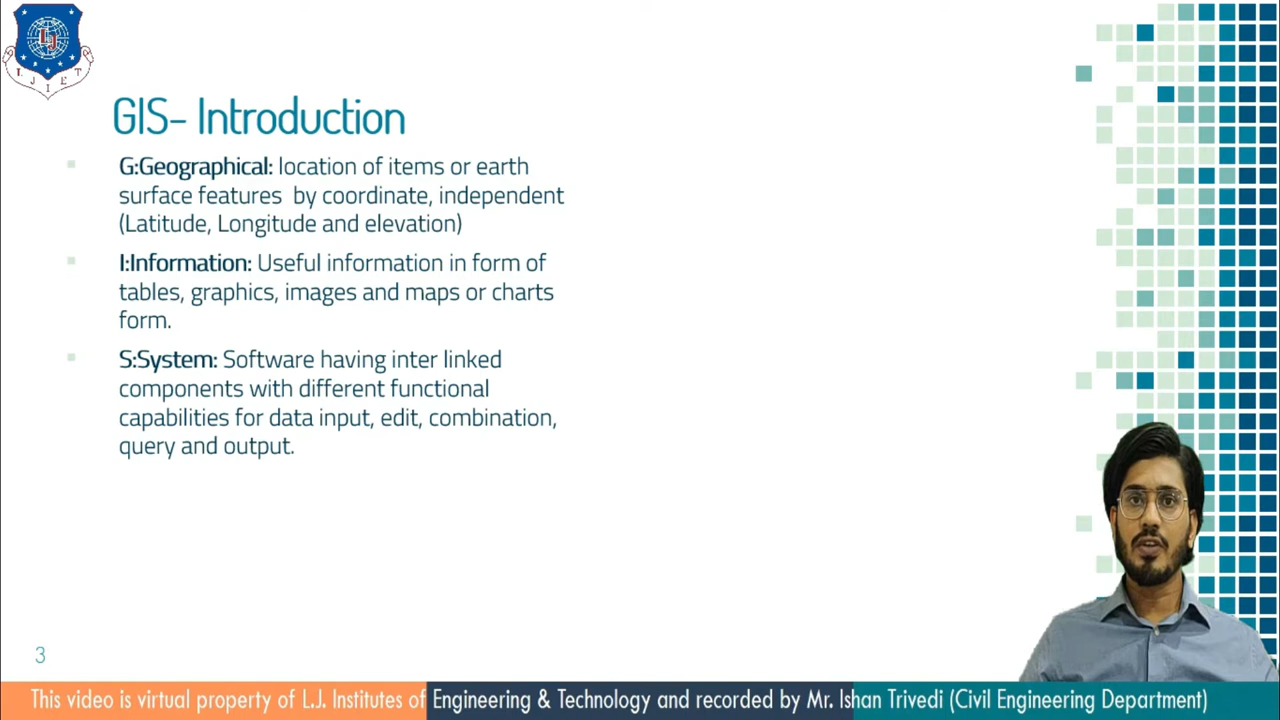 LJ
L J I E T
GIS– Introduction
G:Geographical: location of items or earth
surface features by coordinate, independent
(Latitude, Longitude and elevation)
I:Information: Useful information in form of
tables, graphics, images and maps or charts
form.
S:System: Software having inter linked
components with different functional
capabilities for data input, edit, combination,
query and output.
3
This video is virtual property of L.J. Institutes of Engineering & Technology and recorded by Mr. Ishan Trivedi (Civil Engineering Department)